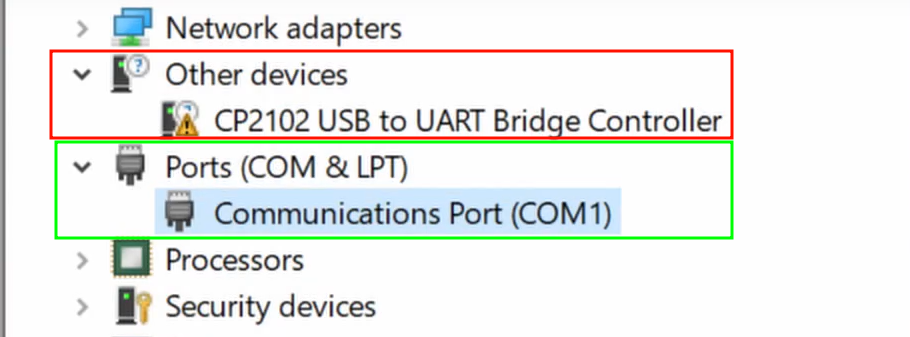 Network adapters
Other devices
CP2102 USB to UART Bridge Controller
Ports (COM & LPT)
Communications Port (COM1)
Processors
Security devices